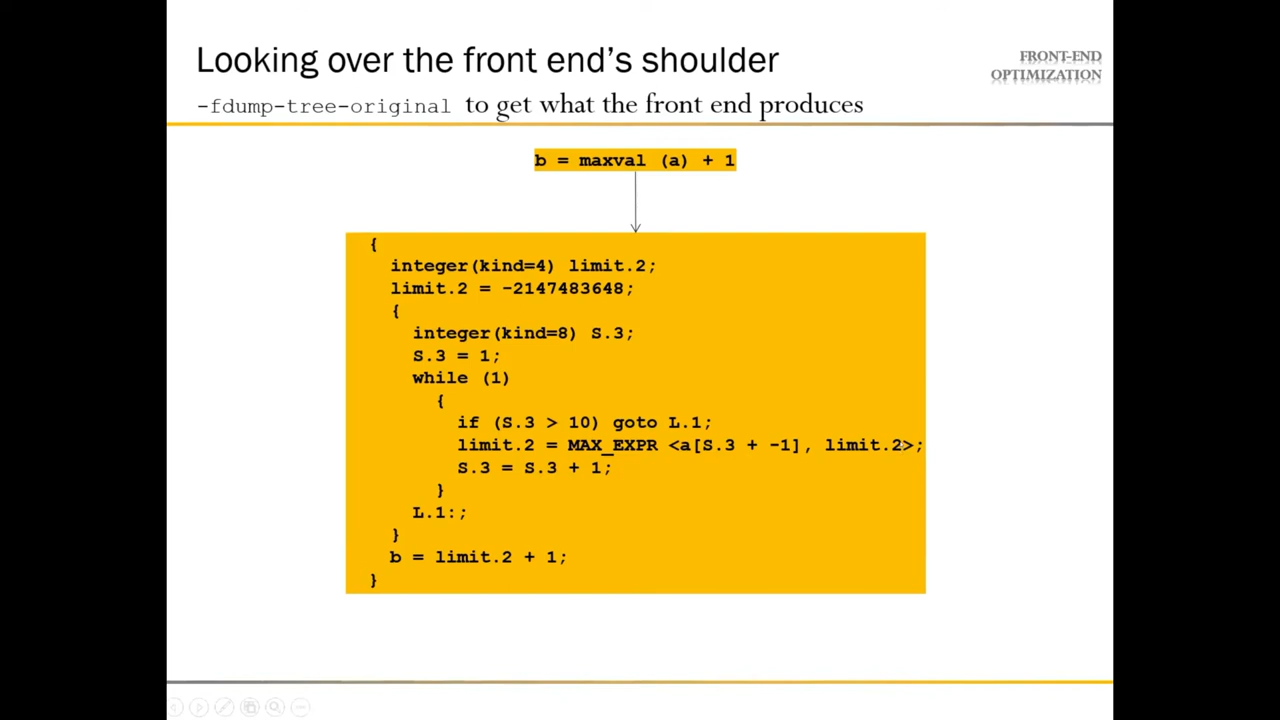 Looking over the front end’s shoulder
FRONT-END
OPTIMIZATION
-fdump-tree-original to get what the front end produces
b = maxval (a) + 1
{
integer(kind=4) limit.2;
limit.2 = -2147483648;
{
integer(kind=8) S.3;
S.3 = 1;
while (1)
{
if (S.3 > 10) goto L.1;
limit.2 = MAX_EXPR <a[S.3 + -1], limit.2>;
S.3 = S.3 + 1;
}
L.1:;
}
b = limit.2 + 1;
}